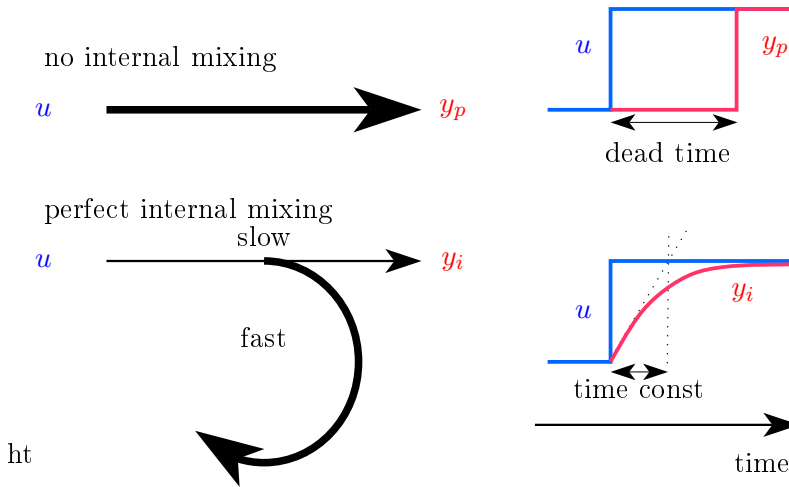 no internal mixing
u
y_p
u
y_p
dead time
perfect internal mixing
slow
u
y_i
fast
u
y_i
time const
ht
time